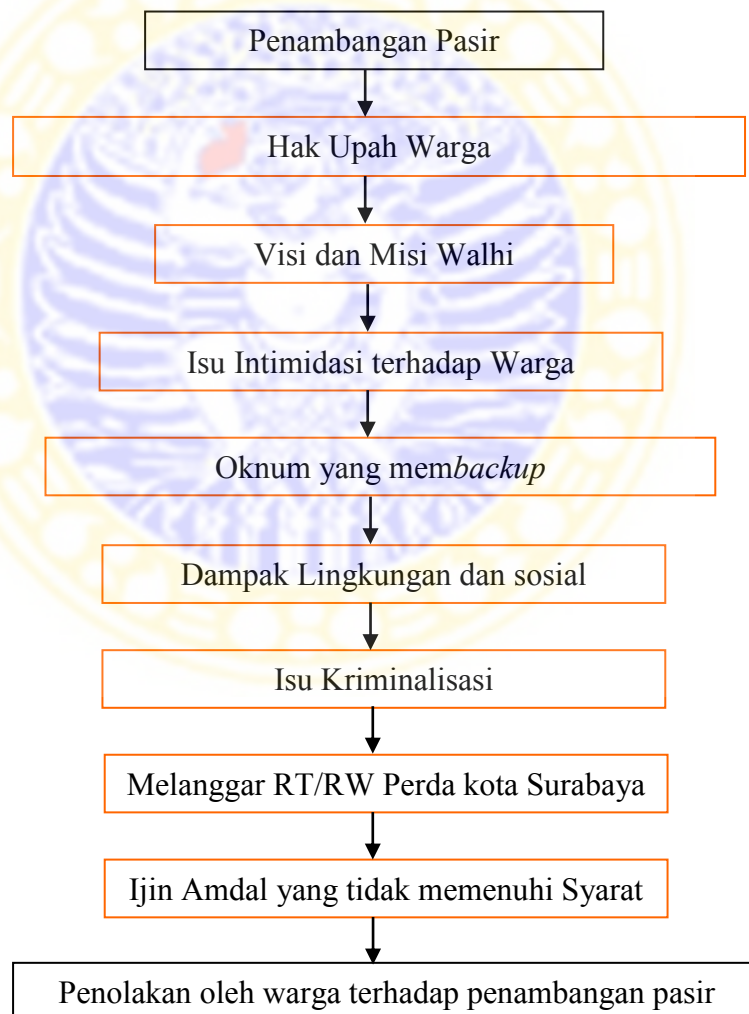 Penambangan Pasir
Hak Upah Warga
Visi dan Misi Walhi
Isu Intimidasi terhadap Warga
Oknum yang membackup
Dampak Lingkungan dan sosial
Isu Kriminalisasi
Melanggar RT/RW Perda kota Surabaya
Ijin Amdal yang tidak memenuhi Syarat
Penolakan oleh warga terhadap penambangan pasir